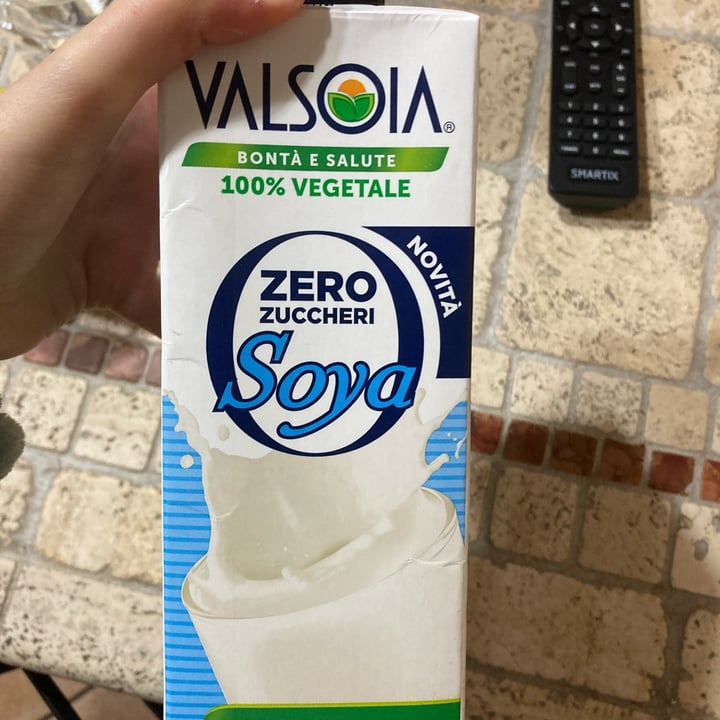 VALSOIA®
BONTÀ E SALUTE
100% VEGETALE
NOVITÀ
ZERO
ZUCCHERI
Soya
SMARTIX